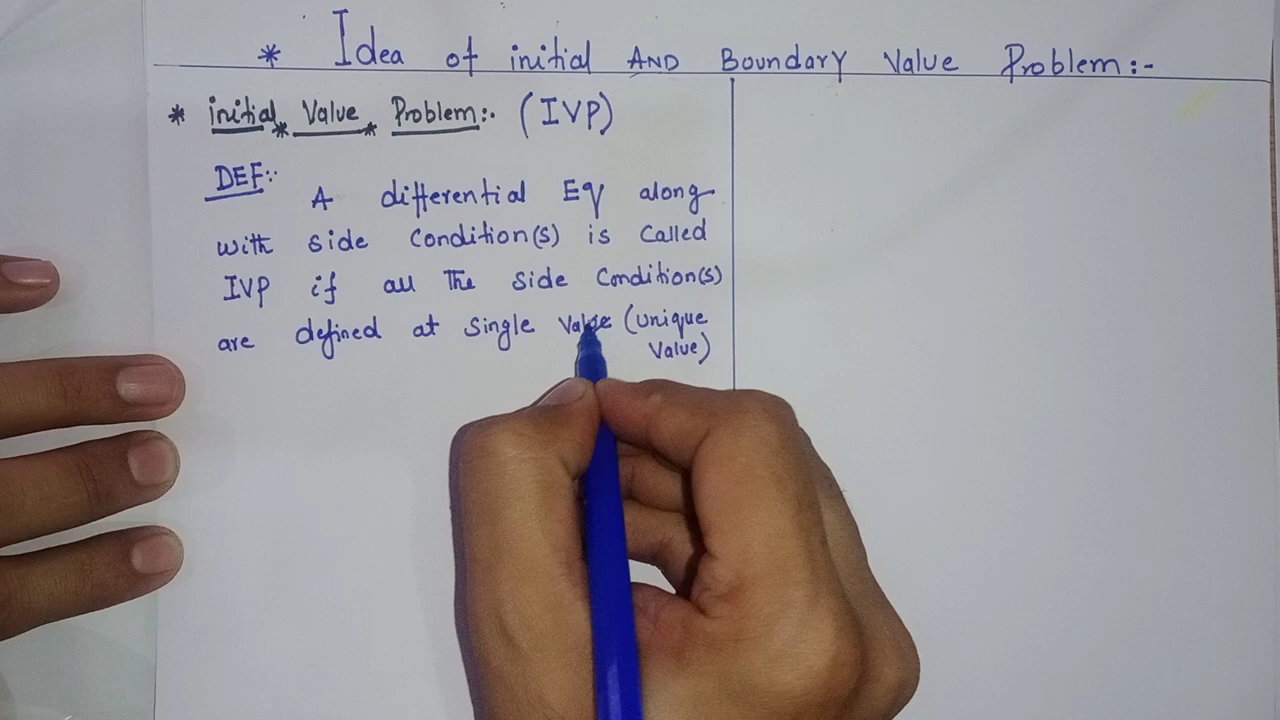 * Idea of initial AND Boundary Value Problem:-
* initial * Value * Problem:. (IVP)
DEF:.
A differential Eq along
with side Condition(s) is Called
IVP if all The side Condition(s)
are defined at single Value (unique
Value)